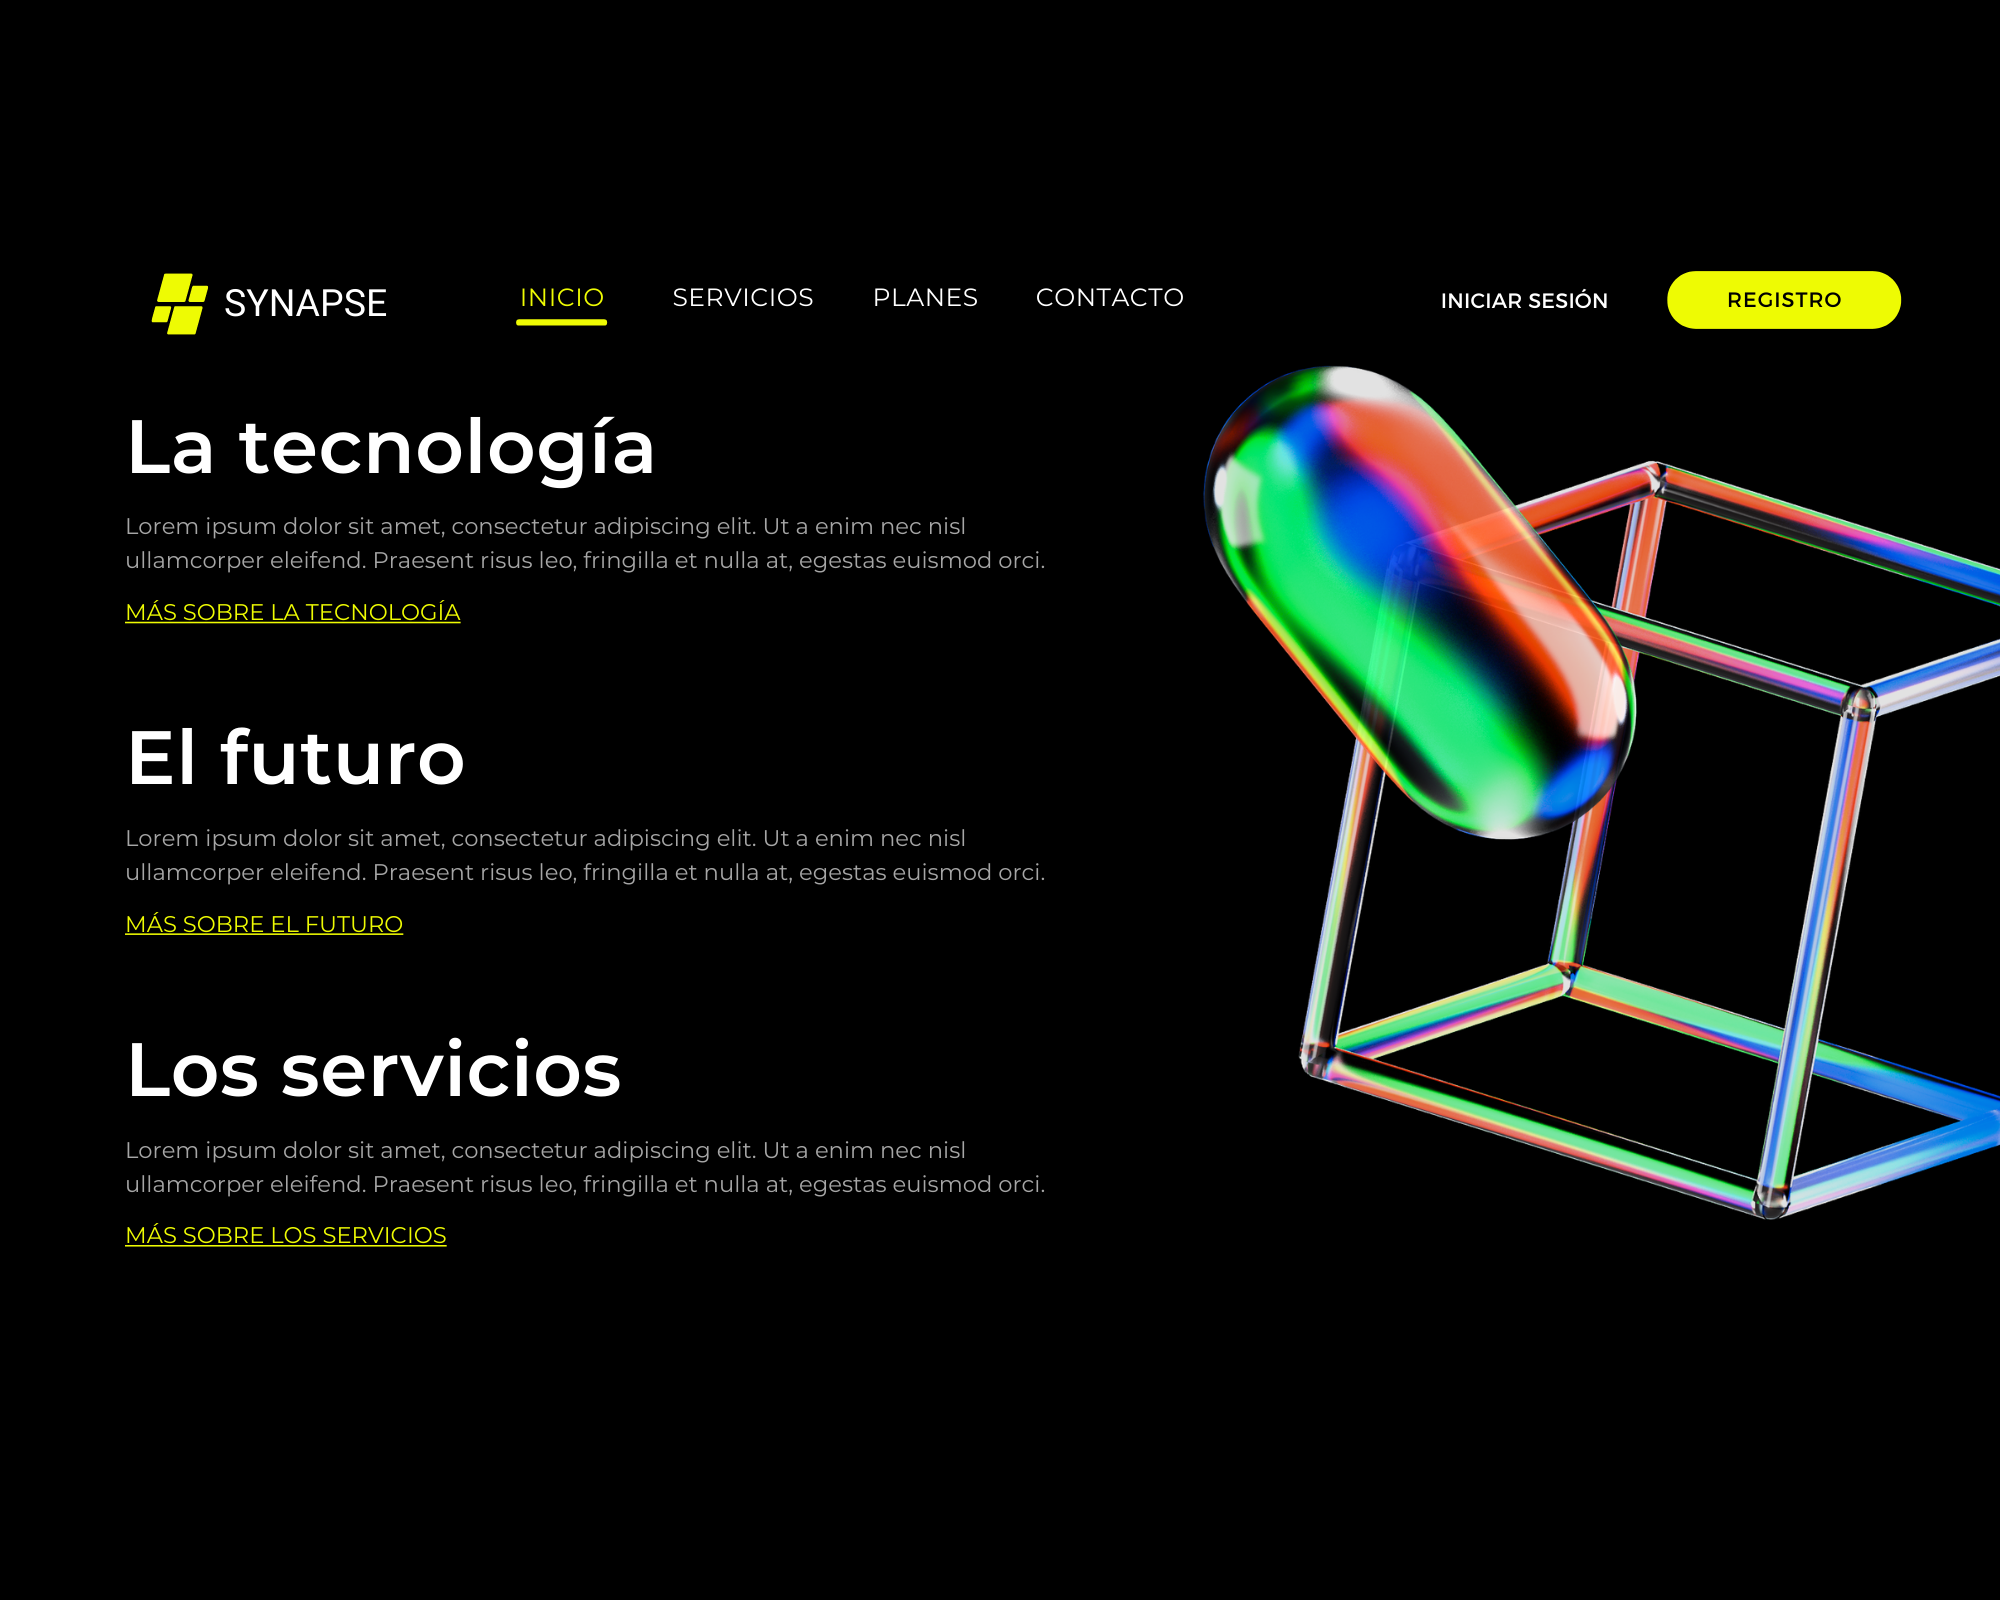 SYNAPSE
INICIO SERVICIOS PLANES CONTACTO
INICIAR SESIÓN REGISTRO
La tecnología
Lorem ipsum dolor sit amet, consectetur adipiscing elit. Ut a enim nec nisl
ullamcorper eleifend. Praesent risus leo, fringilla et nulla at, egestas euismod orci.
MÁS SOBRE LA TECNOLOGÍA
El futuro
Lorem ipsum dolor sit amet, consectetur adipiscing elit. Ut a enim nec nisl
ullamcorper eleifend. Praesent risus leo, fringilla et nulla at, egestas euismod orci.
MÁS SOBRE EL FUTURO
Los servicios
Lorem ipsum dolor sit amet, consectetur adipiscing elit. Ut a enim nec nisl
ullamcorper eleifend. Praesent risus leo, fringilla et nulla at, egestas euismod orci.
MÁS SOBRE LOS SERVICIOS